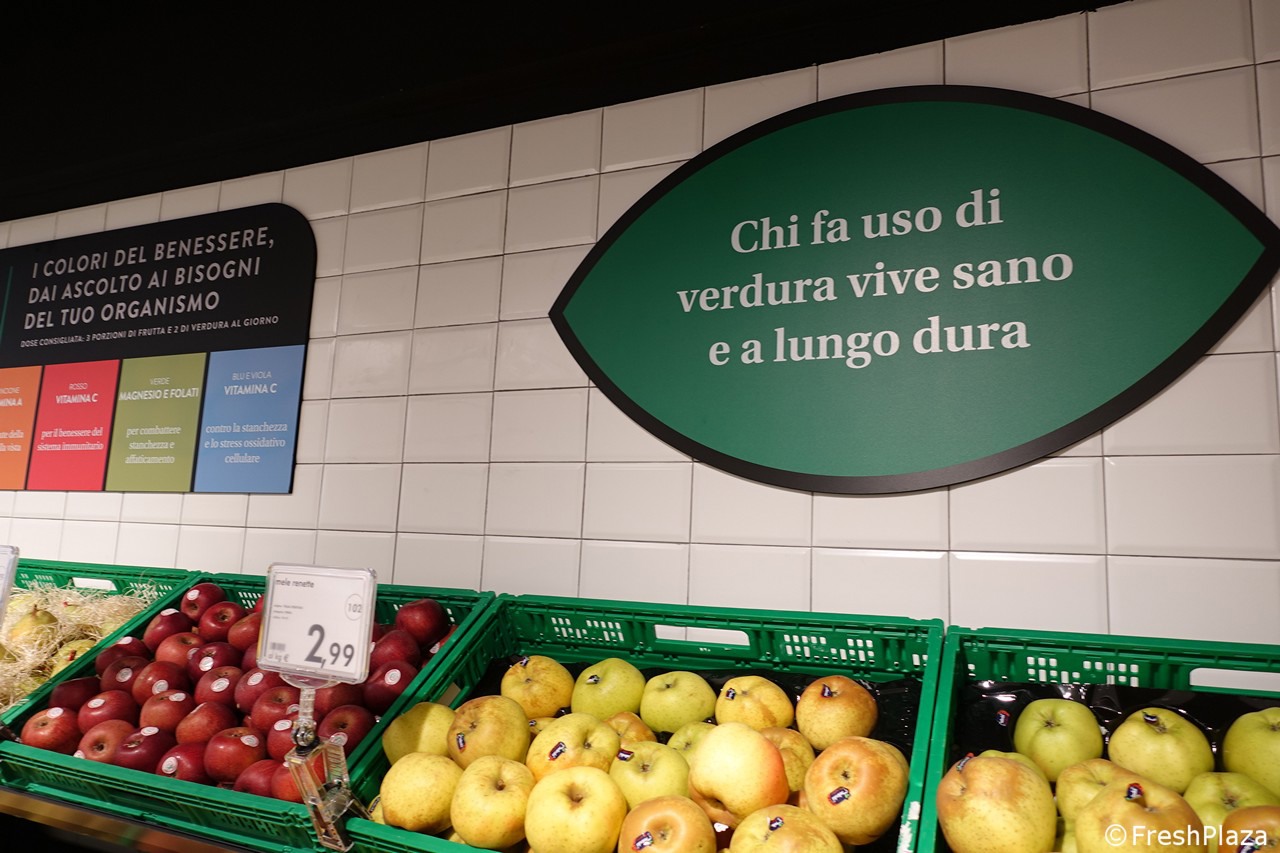 I COLORI DEL BENESSERE,
DAI ASCOLTO AI BISOGNI
DEL TUO ORGANISMO
DOSE CONSIGLIATA: 3 PORZIONI DI FRUTTA E 2 DI VERDURA AL GIORNO
ROSSO
VITAMINA C
per il benessere del
sistema immunitario
VERDE
MAGNESIO E FOLATI
per combattere
stanchezza e
affaticamento
BLU E VIOLA
VITAMINA C
contro la stanchezza
e lo stress ossidativo
cellulare
Chi fa uso di
verdura vive sano
e a lungo dura
mele renette
102
2,99
al kg €
©FreshPlaza